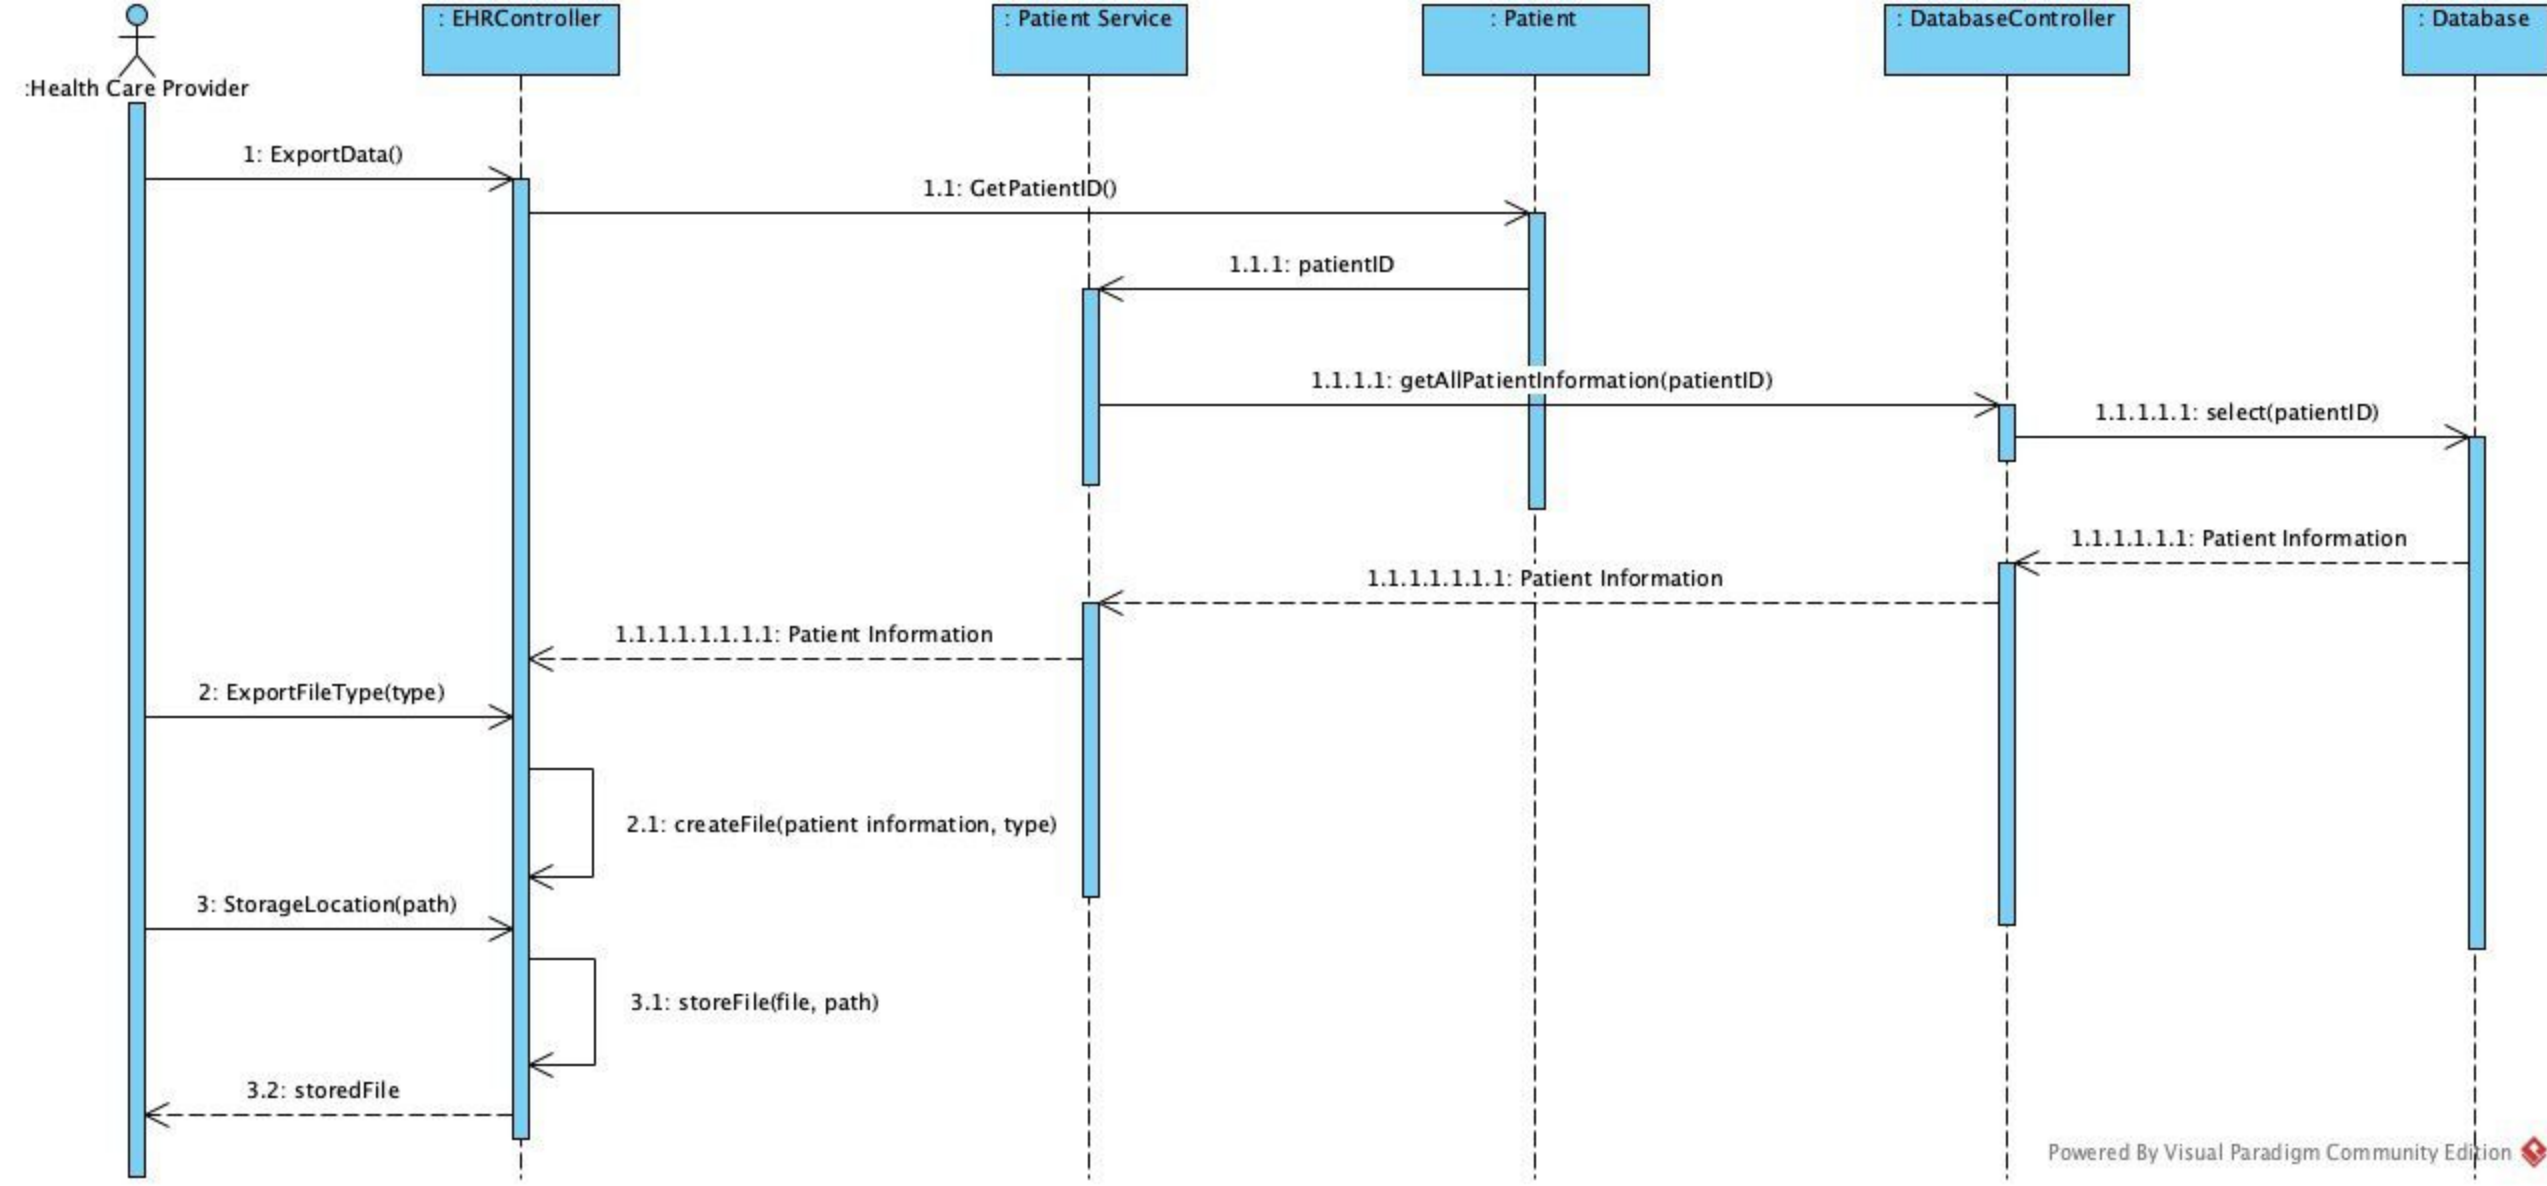 : EHRController
: Patient Service
: Patient
: DatabaseController
: Database
:Health Care Provider
1: ExportData()
1.1: GetPatientID()
1.1.1: patientID
1.1.1.1: getAllPatientInformation(patientID)
1.1.1.1.1: select(patientID)
1.1.1.1.1.1: Patient Information
1.1.1.1.1.1.1: Patient Information
1.1.1.1.1.1.1.1: Patient Information
2: ExportFileType(type)
2.1: createFile(patient information, type)
3: StorageLocation(path)
3.1: storeFile(file, path)
3.2: storedFile
Powered By Visual Paradigm Community Edition